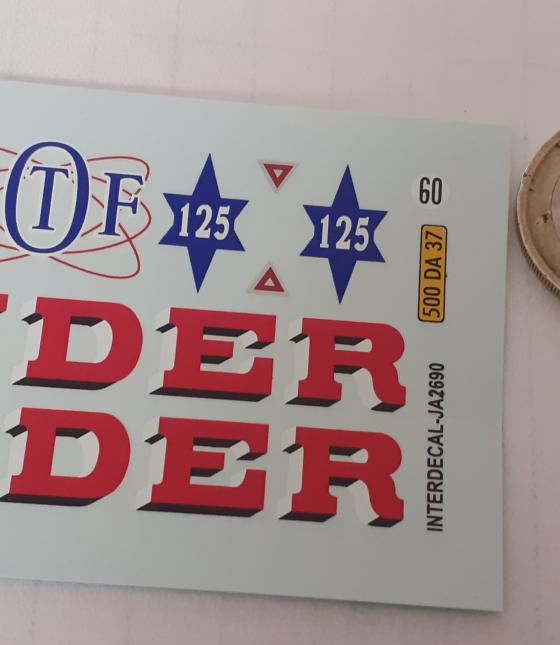 OTF
125
125
60
500 DA 37
DER
DER
INTERDECAL-JA2690